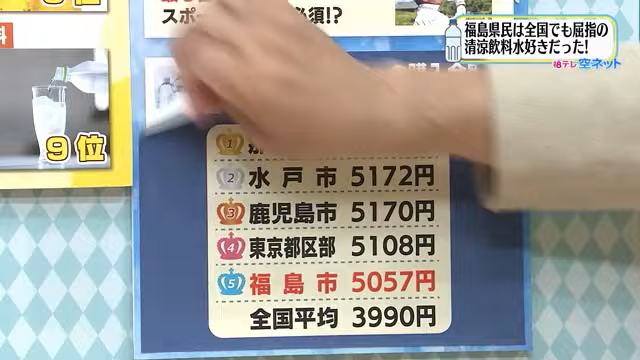 福島県民は全国でも屈指の
清涼飲料水好きだった!
福テレ 空ネット
必須!?
9位
1
2 水戸市 5172円
3 鹿児島市 5170円
4 東京都区部 5108円
5 福島市 5057円
全国平均 3990円